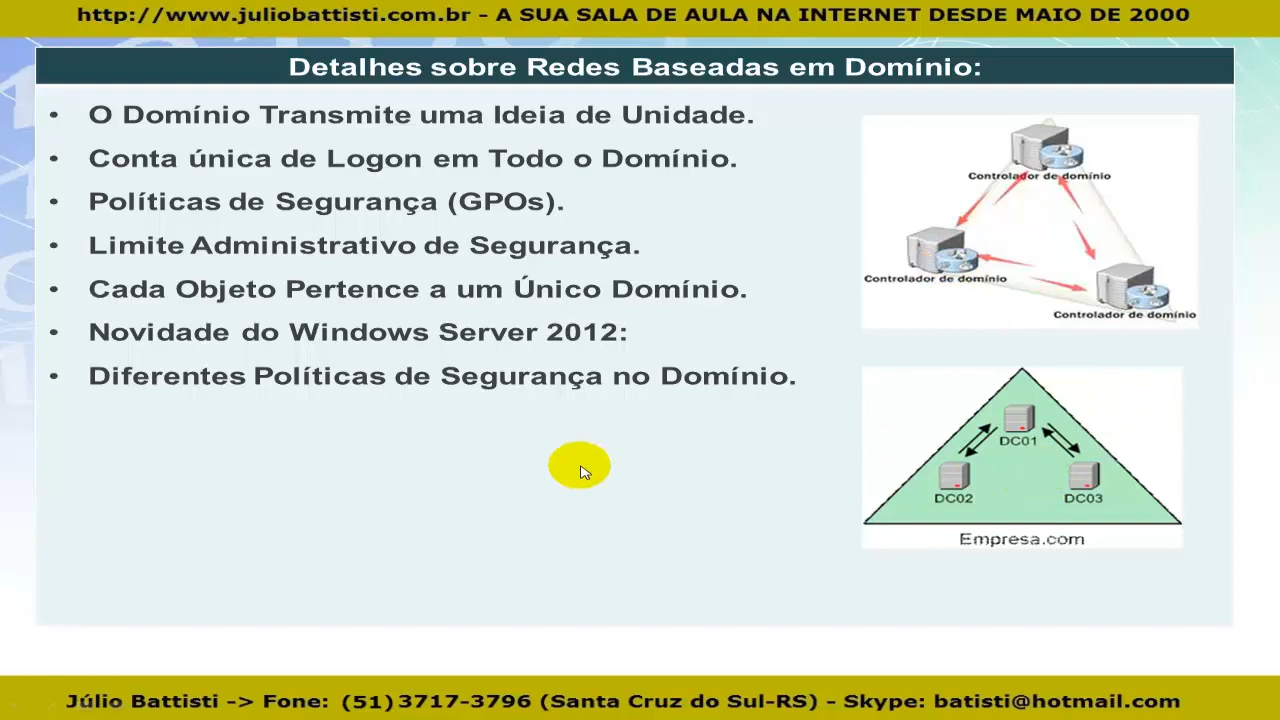 http://www.juliobattisti.com.br - A SUA SALA DE AULA NA INTERNET DESDE MAIO DE 2000
Detalhes sobre Redes Baseadas em Domínio:
• O Domínio Transmite uma Ideia de Unidade.
• Conta única de Logon em Todo o Domínio.
• Políticas de Segurança (GPOs).
• Limite Administrativo de Segurança.
• Cada Objeto Pertence a um Único Domínio.
• Novidade do Windows Server 2012:
• Diferentes Políticas de Segurança no Domínio.
Controlador de domínio
Controlador de domínio
Controlador de domínio
DC01
DC02 DC03
Empresa.com
Júlio Battisti -> Fone: (51) 3717-3796 (Santa Cruz do Sul-RS) - Skype: batisti@hotmail.com